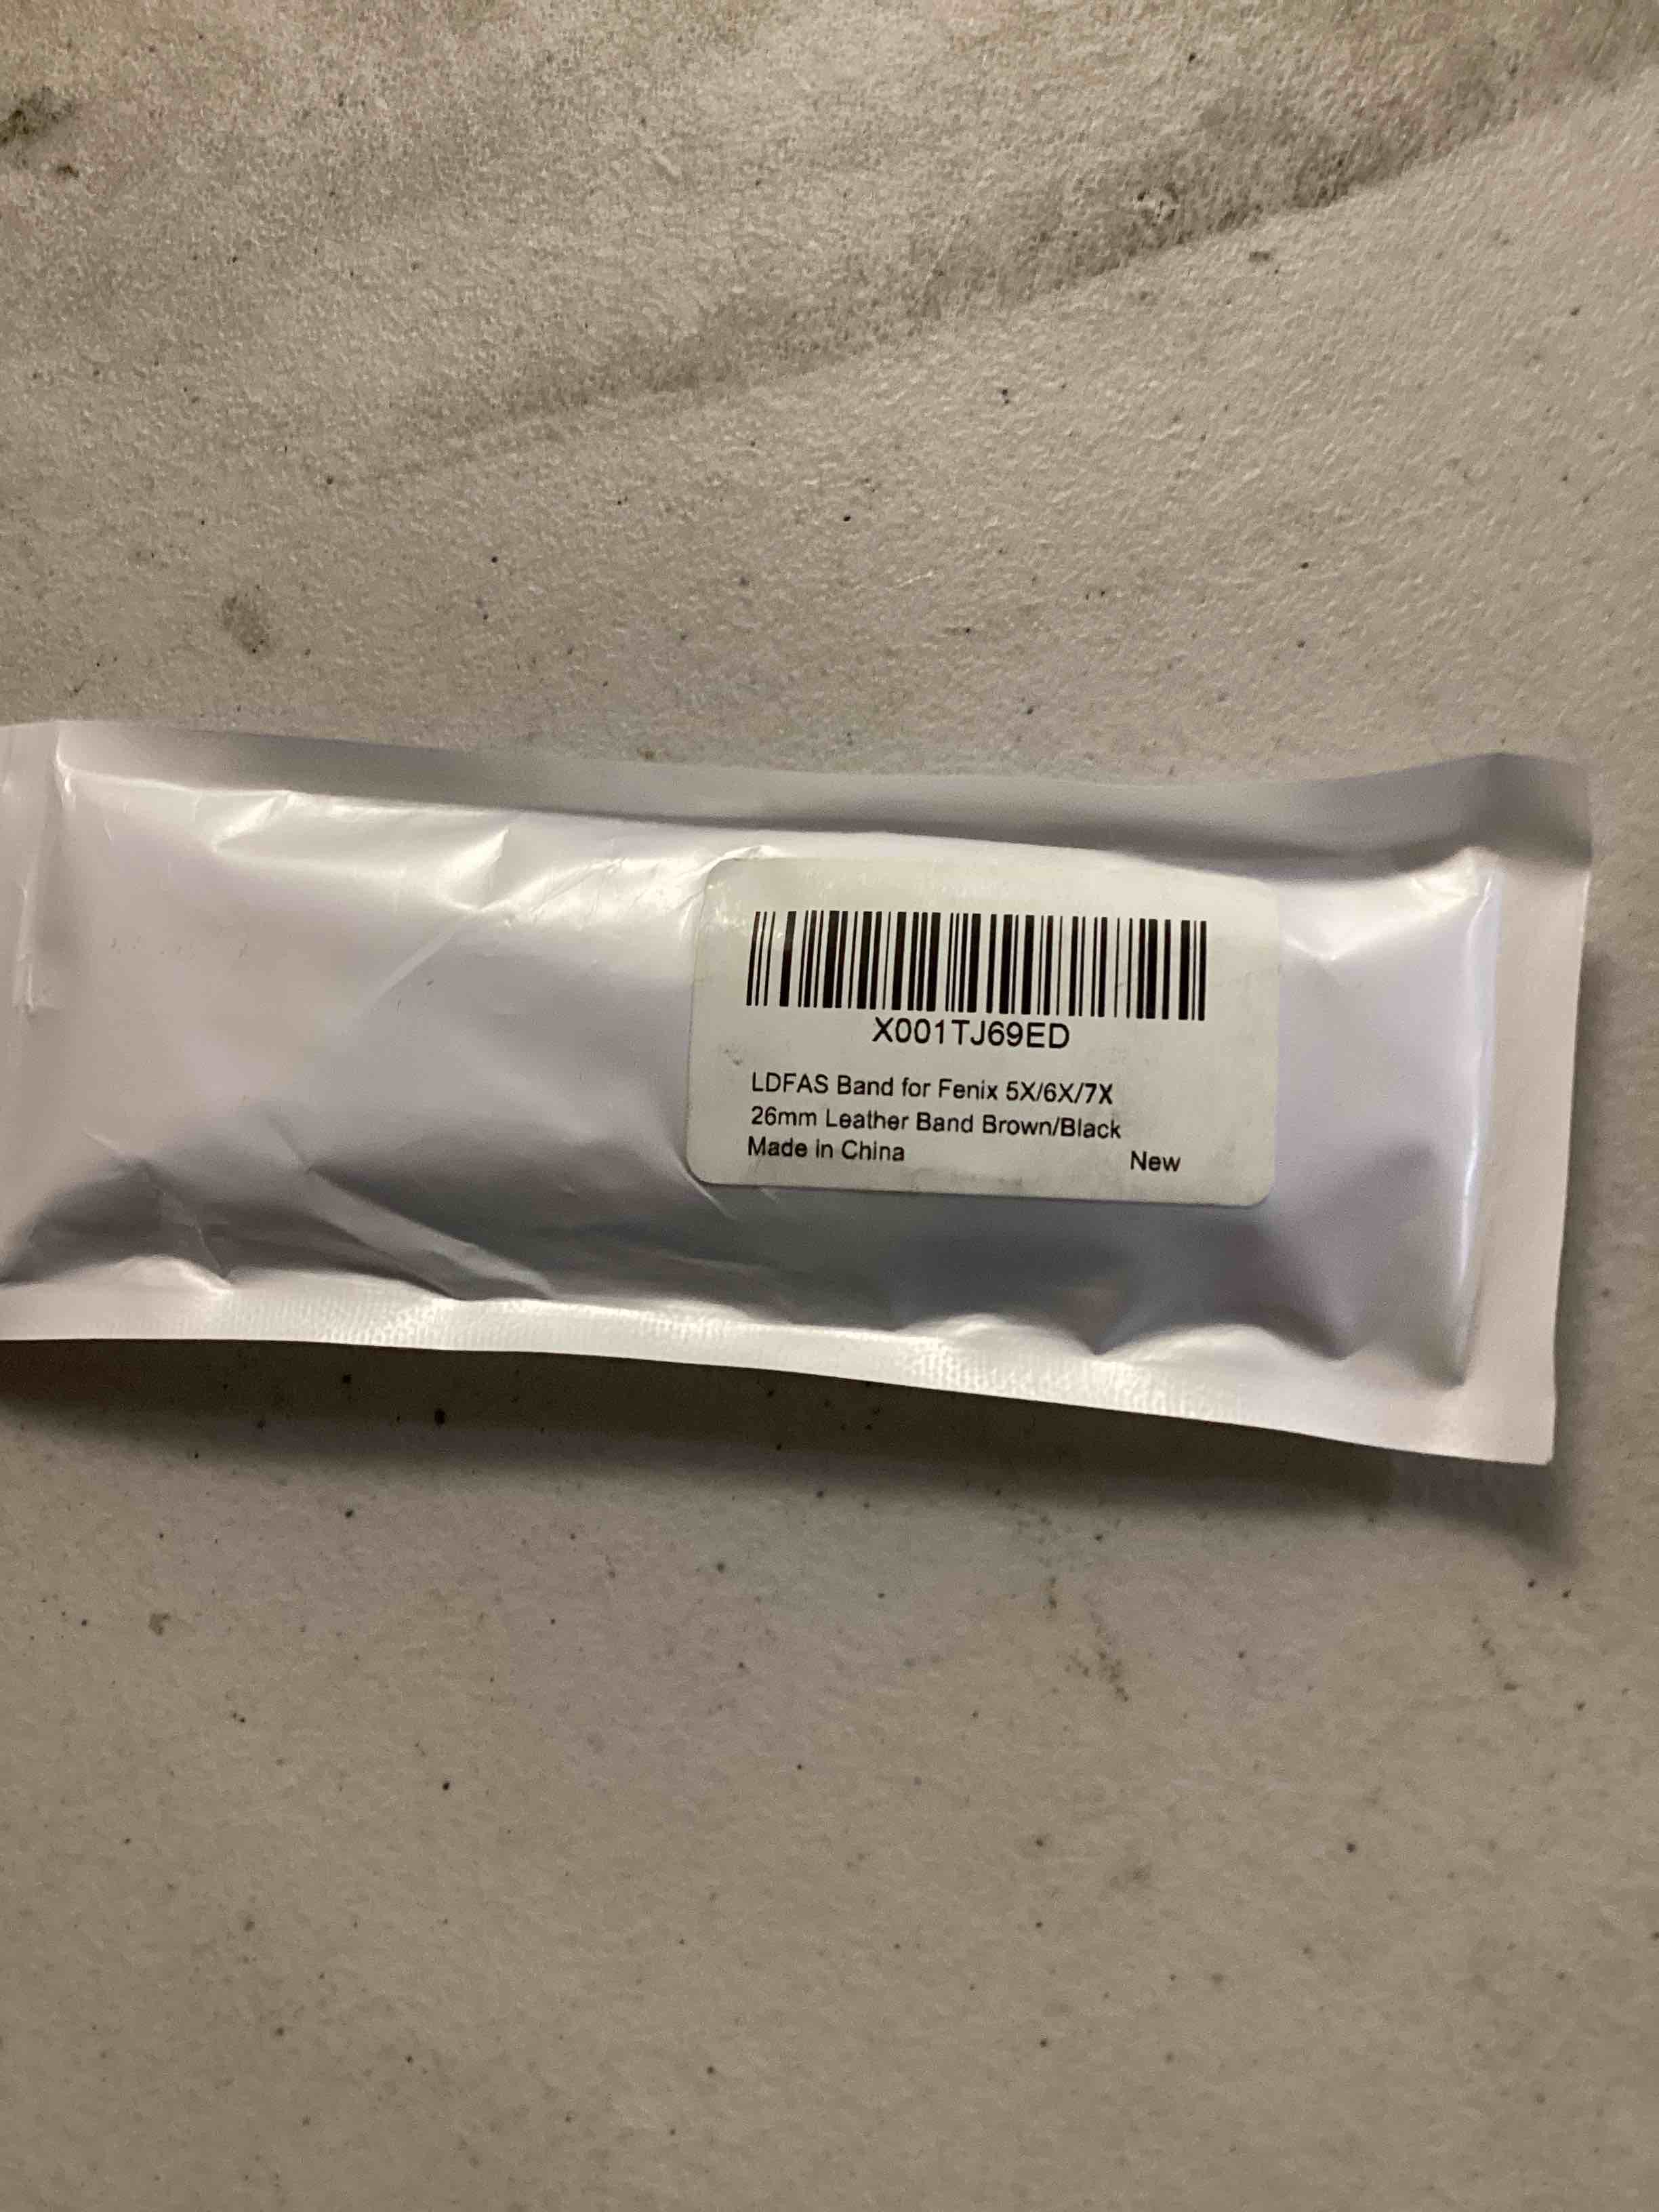 X001TJ69ED
LDFAS Band for Fenix 5X/6X/7X
26mm Leather Band Brown/Black
Made in China New